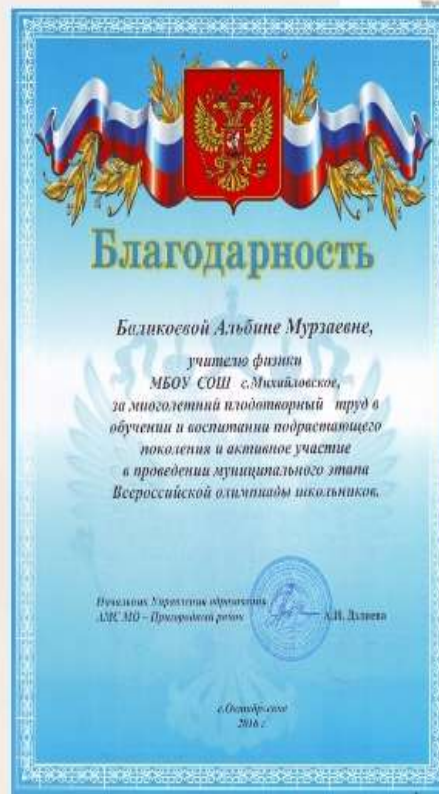 Благодарность
Баликоевой Альбине Мурзаевне,
учителю физики
МБОУ СОШ с.Михайловское,
за многолетний плодотворный труд в
обучении и воспитании подрастающего
поколения и активное участие
в проведении муниципального этапа
Всероссийской олимпиады школьников.
Начальник Управления образования
АМС МО – Пригородный район А.И.
с.Октябрьское
2016 г